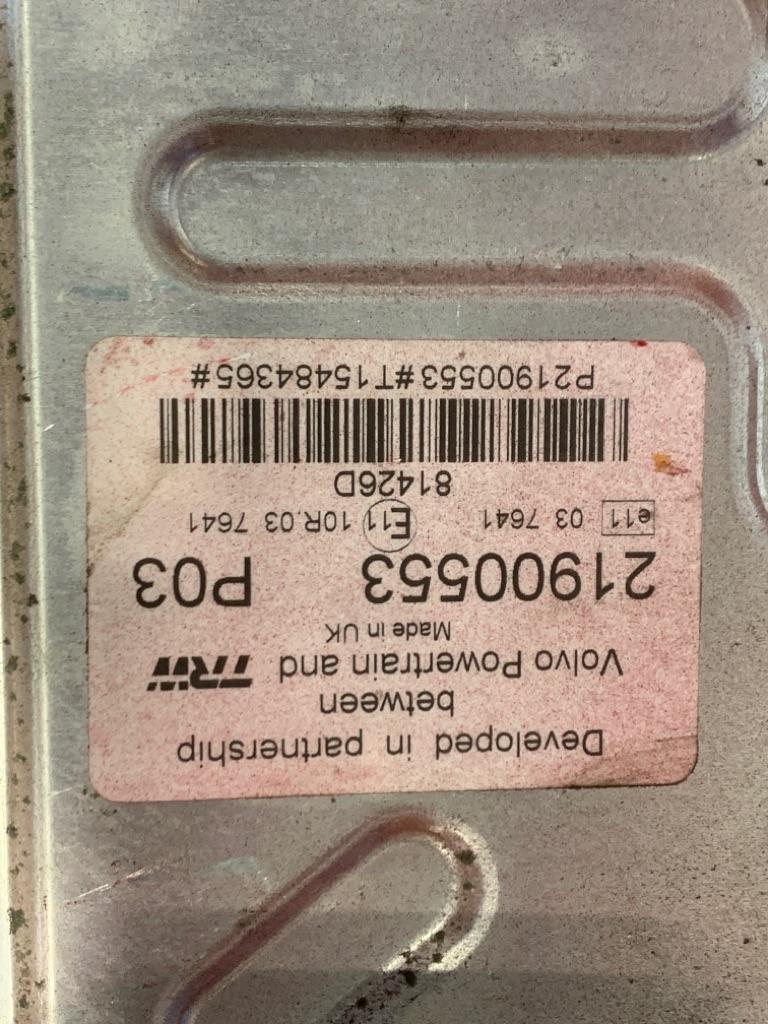 Developed in partnership
between
Volvo Powertrain and TRW
Made in UK
21900553 P03
e11 03 7641 E11 10R.03 7641
81426D
P21900553#T15484365#